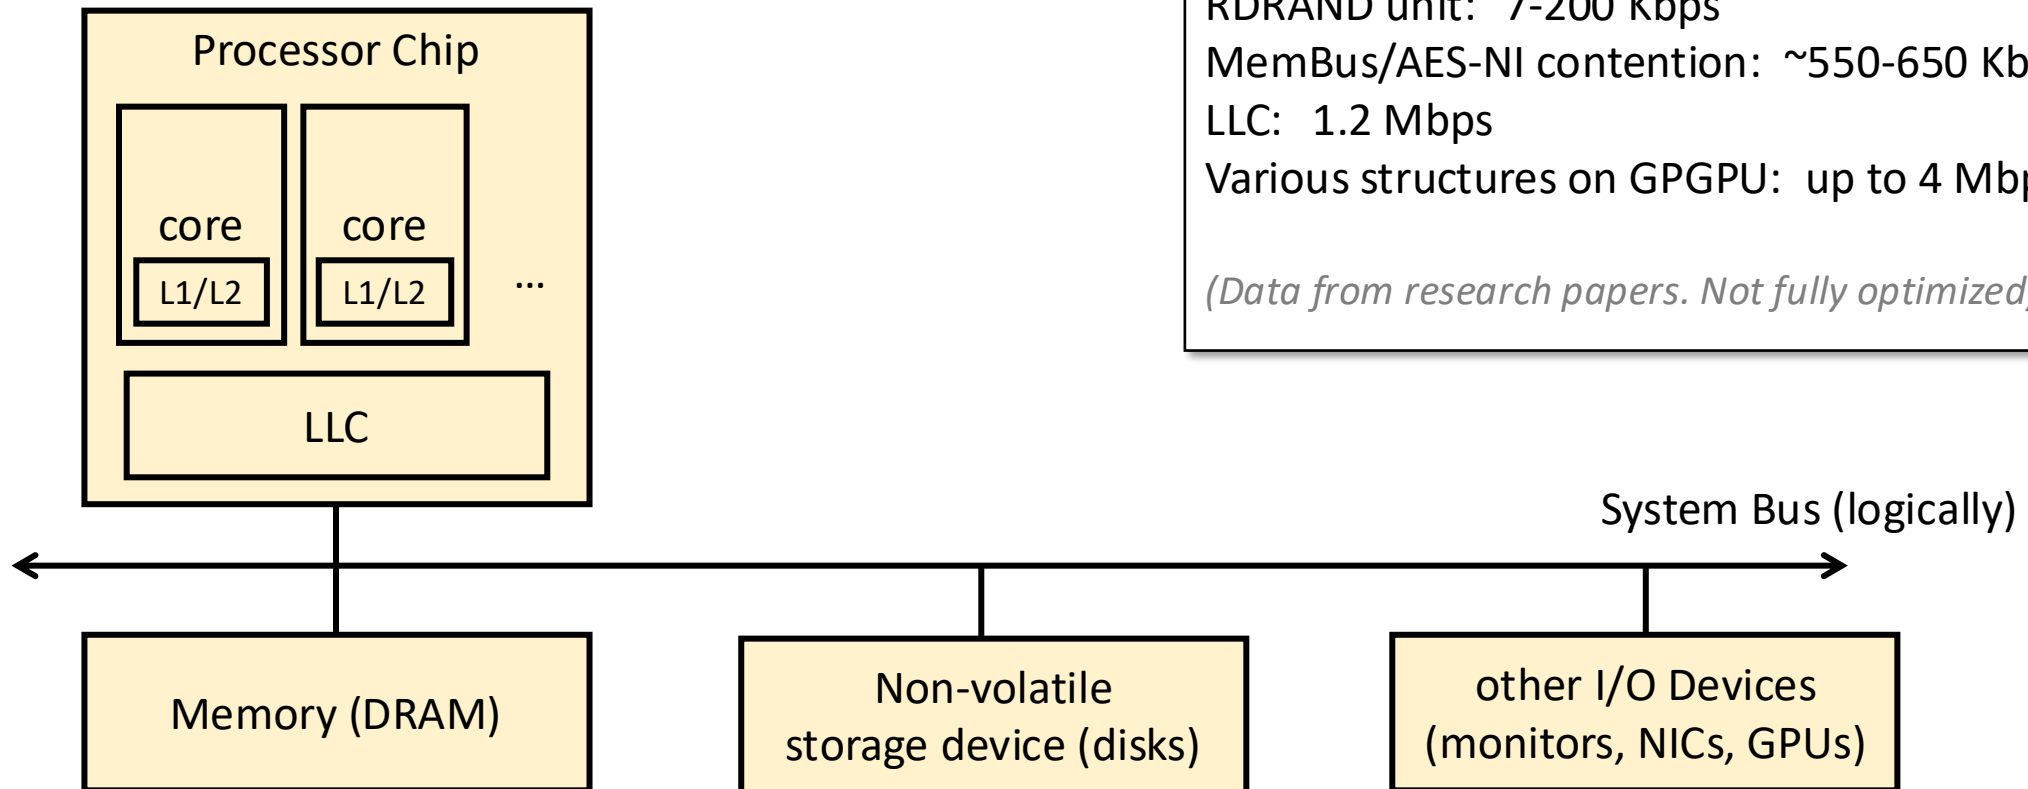 Processor Chip
core
L1/L2
core
L1/L2
...
LLC
RDRAND unit: 7-200 Kbps
MemBus/AES-NI contention: ~550-650 Kb
LLC: 1.2 Mbps
Various structures on GPGPU: up to 4 Mbp
(Data from research papers. Not fully optimized)
System Bus (logically)
Memory (DRAM)
Non-volatile
storage device (disks)
other I/O Devices
(monitors, NICs, GPUs)